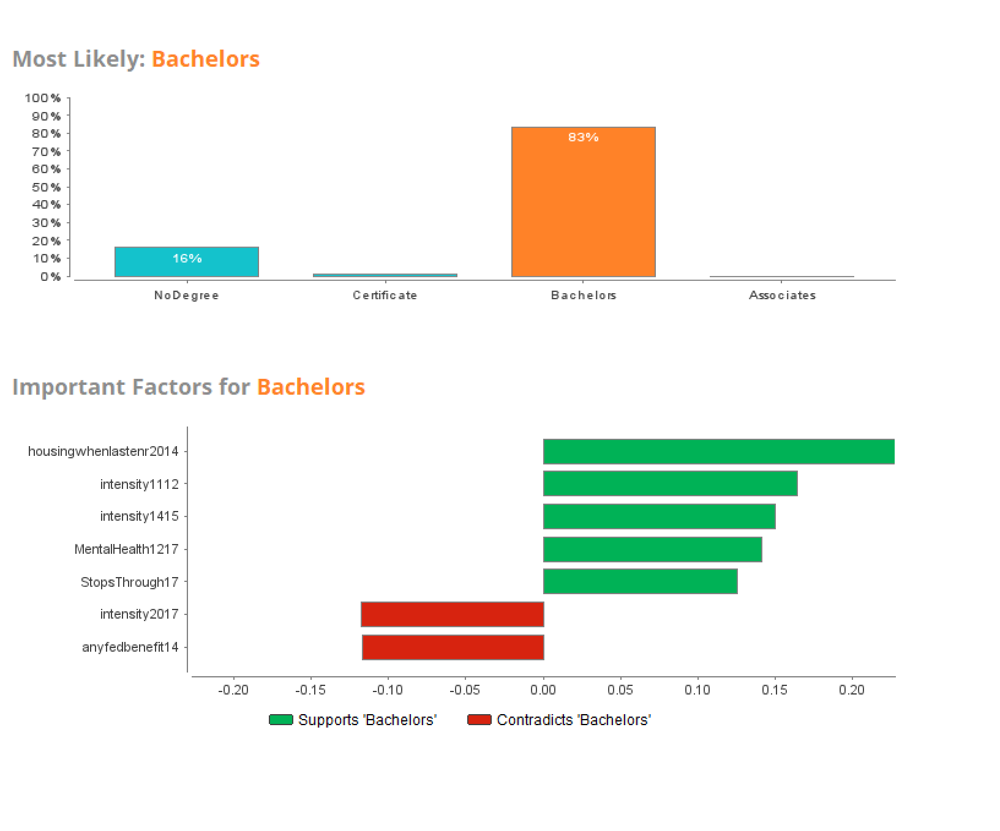 Most Likely: Bachelors
100%
90%
80%
70%
60%
50%
40%
30%
20%
10%
0%
83%
16%
NoDegree Certificate Bachelors Associates
Important Factors for Bachelors
housingwhenlastenr2014
intensity1112
intensity1415
MentalHealth1217
StopsThrough17
intensity2017
anyfedbenefit14
-0.20 -0.15 -0.10 -0.05 0.00 0.05 0.10 0.15 0.20
Supports 'Bachelors' Contradicts 'Bachelors'